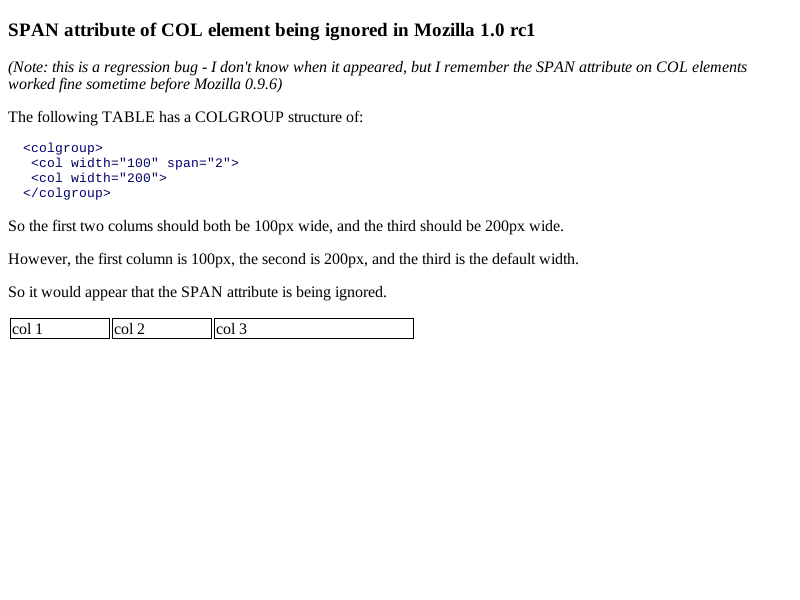 SPAN attribute of COL element being ignored in Mozilla 1.0 rc1
(Note: this is a regression bug - I don't know when it appeared, but I remember the SPAN attribute on COL elements
worked fine sometime before Mozilla 0.9.6)
The following TABLE has a COLGROUP structure of:
<colgroup>
<col width="100" span="2">
<col width="200">
</colgroup>
So the first two colums should both be 100px wide, and the third should be 200px wide.
However, the first column is 100px, the second is 200px, and the third is the default width.
So it would appear that the SPAN attribute is being ignored.
col 1 col 2 col 3